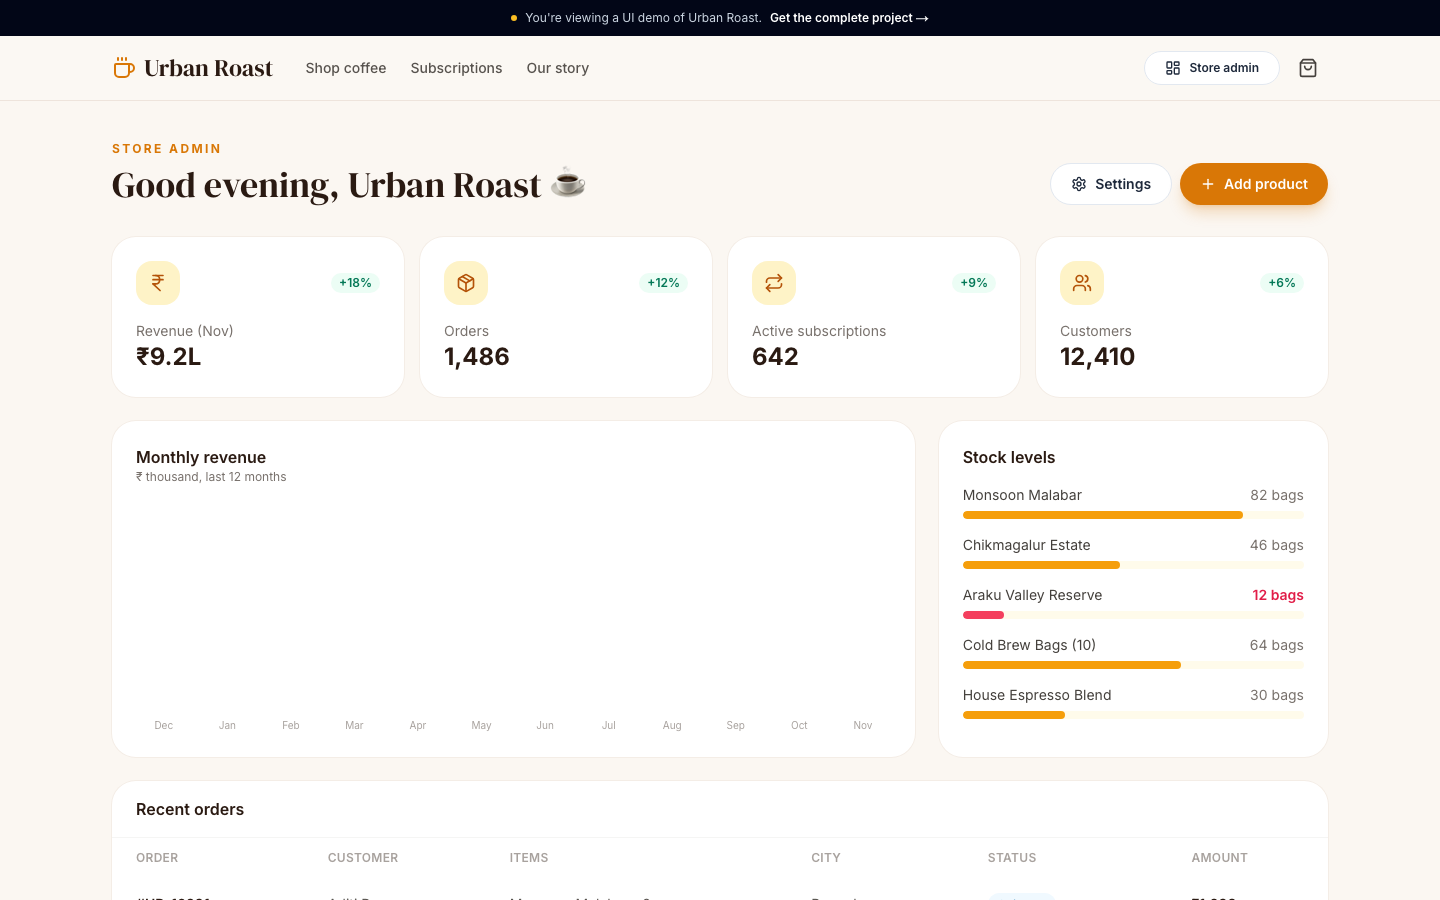 You're viewing a UI demo of Urban Roast. Get the complete project →
Urban Roast
Shop coffee
Subscriptions
Our story
Store admin
STORE ADMIN
Good evening, Urban Roast
Settings
Add product
+18%
Revenue (Nov)
₹9.2L
+12%
Orders
1,486
+9%
Active subscriptions
642
+6%
Customers
12,410
Monthly revenue
₹ thousand, last 12 months
Dec Jan Feb Mar Apr May Jun Jul Aug Sep Oct Nov
Stock levels
Monsoon Malabar 82 bags
Chikmagalur Estate 46 bags
Araku Valley Reserve 12 bags
Cold Brew Bags (10) 64 bags
House Espresso Blend 30 bags
Recent orders
ORDER CUSTOMER ITEMS CITY STATUS AMOUNT